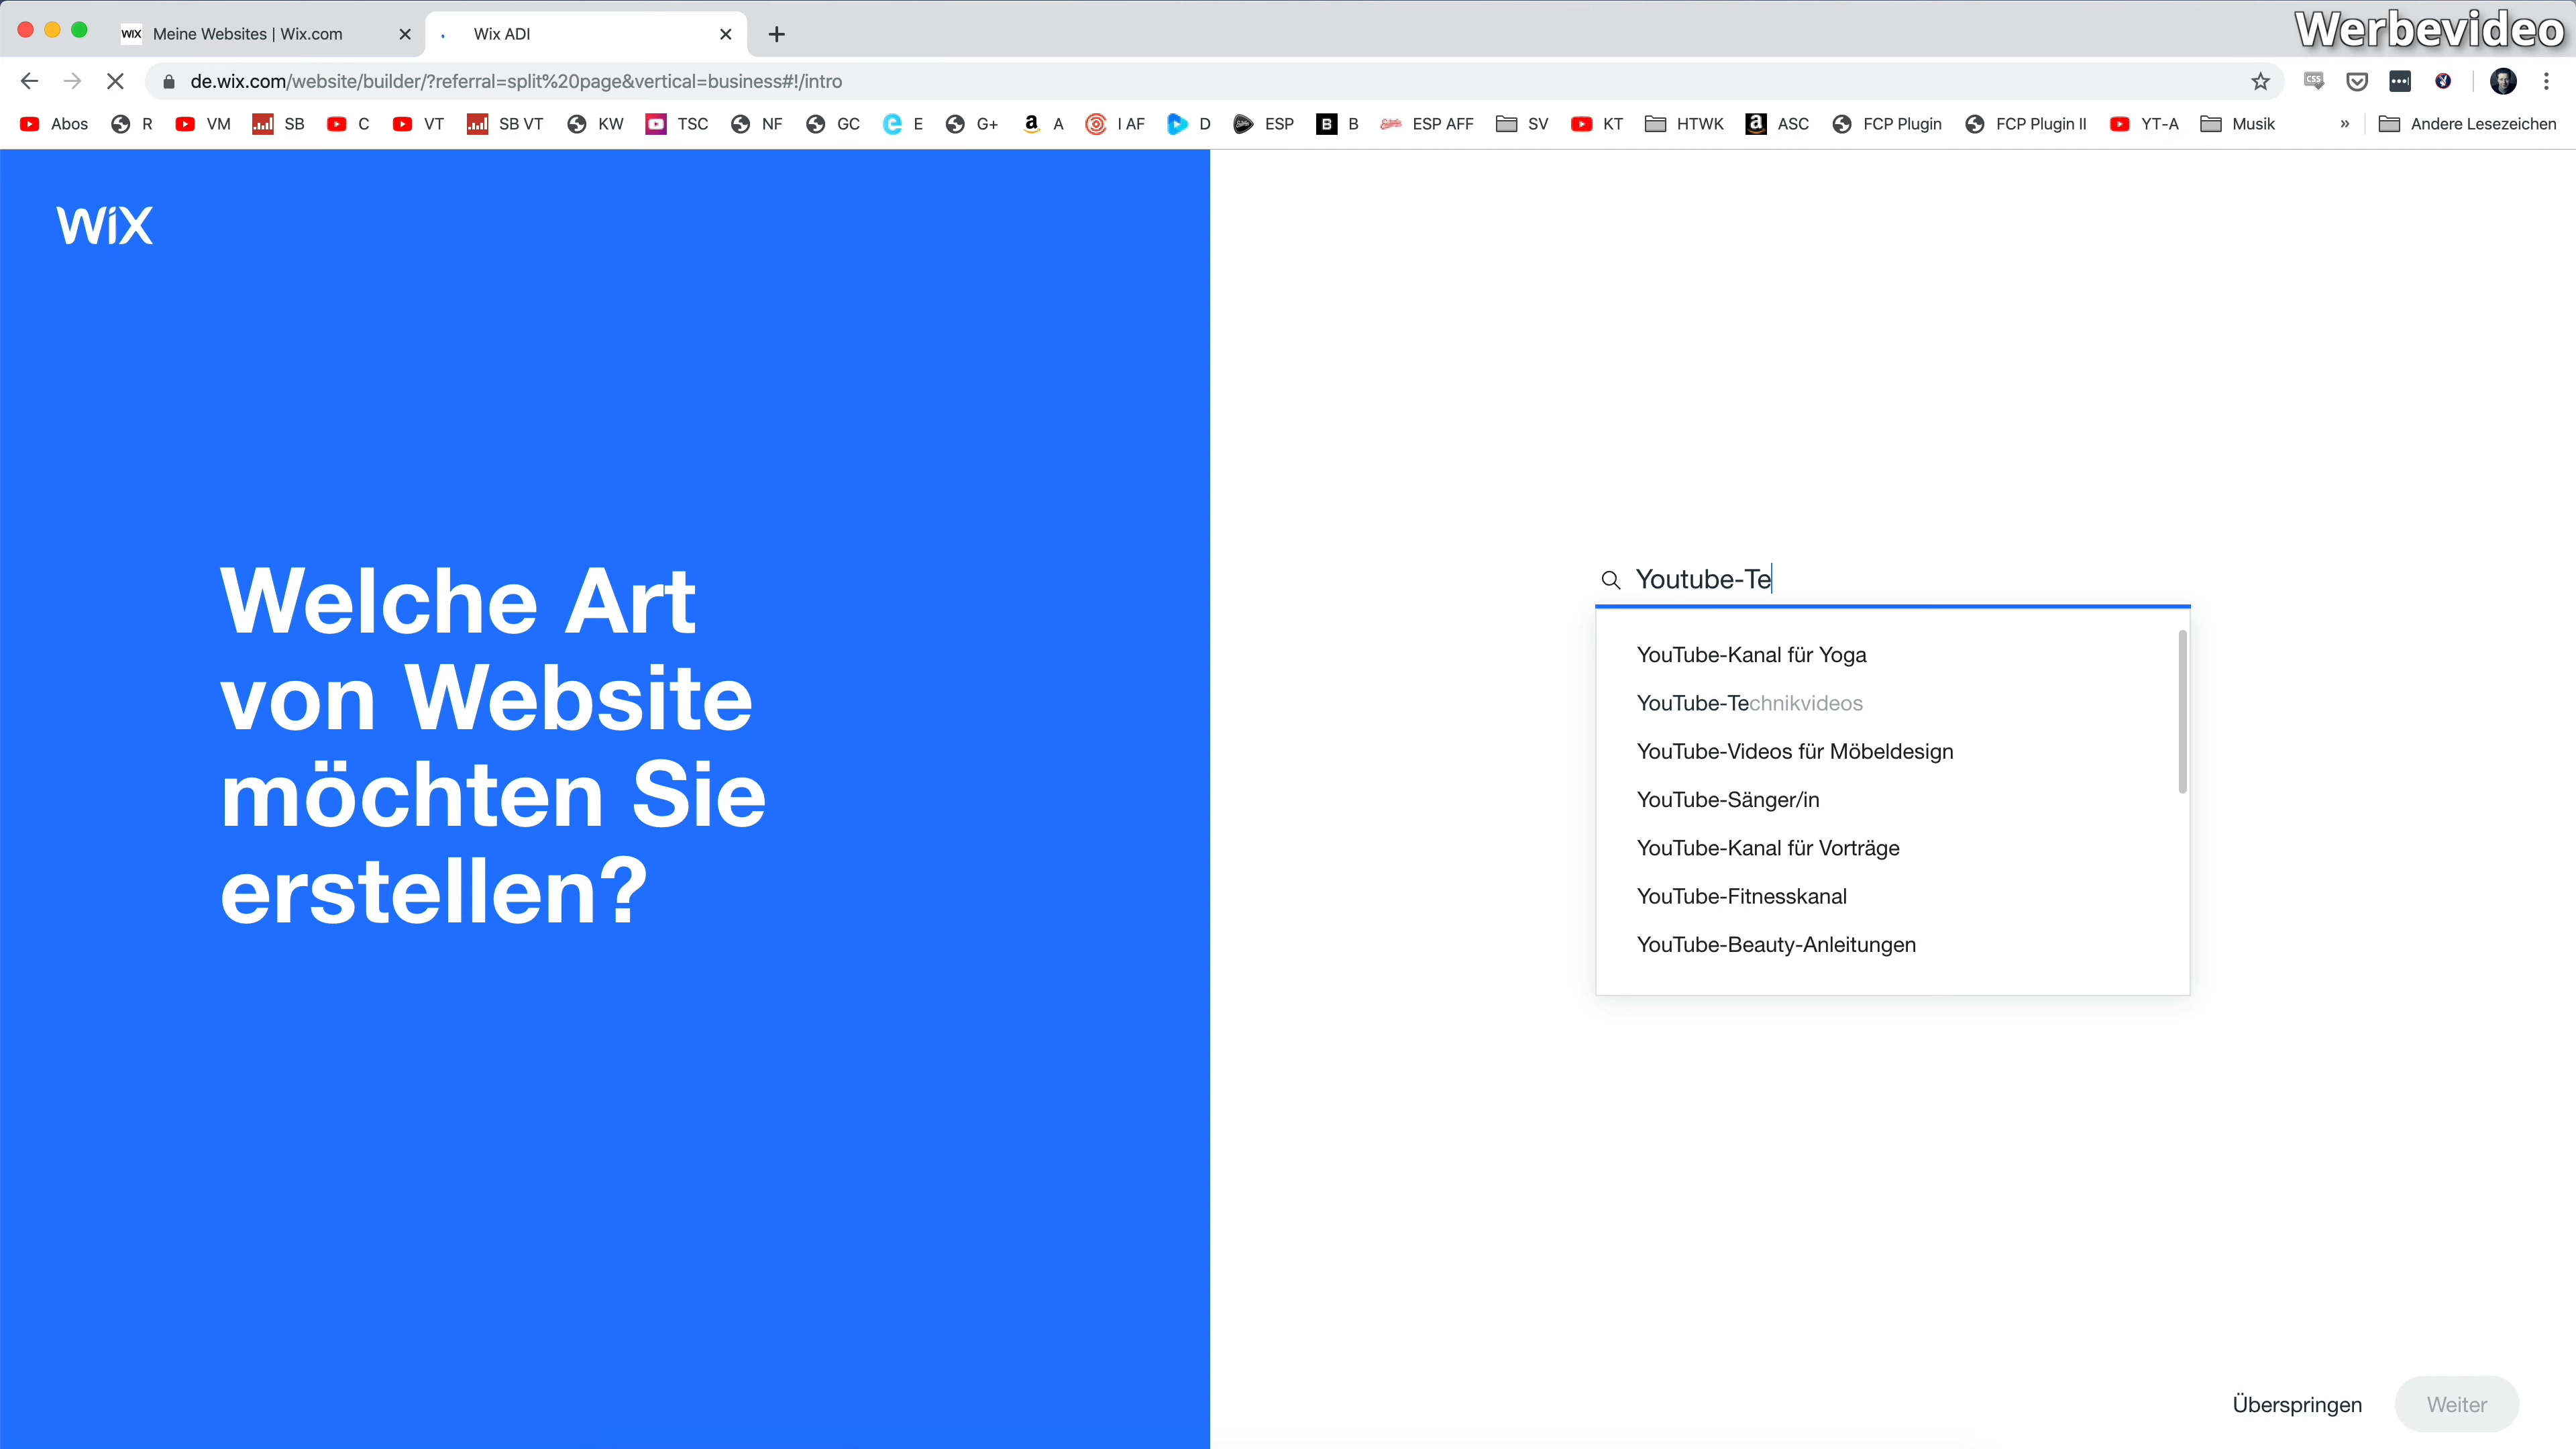 WIX Meine Websites | Wix.com Wix ADI
Werbevideo
de.wix.com/website/builder/?referral=split%20page&vertical=business#!/intro
CSS
Abos R VM SB C VT SB VT KW TSC NF GC E G+ A I AF D ESP B B ESP AFF SV KT HTWK ASC FCP Plugin FCP Plugin II YT-A Musik » Andere Lesezeichen
WiX
Welche Art
von Website
möchten Sie
erstellen?
Youtube-Te
YouTube-Kanal für Yoga
YouTube-Technikvideos
YouTube-Videos für Möbeldesign
YouTube-Sänger/in
YouTube-Kanal für Vorträge
YouTube-Fitnesskanal
YouTube-Beauty-Anleitungen
Überspringen
Weiter